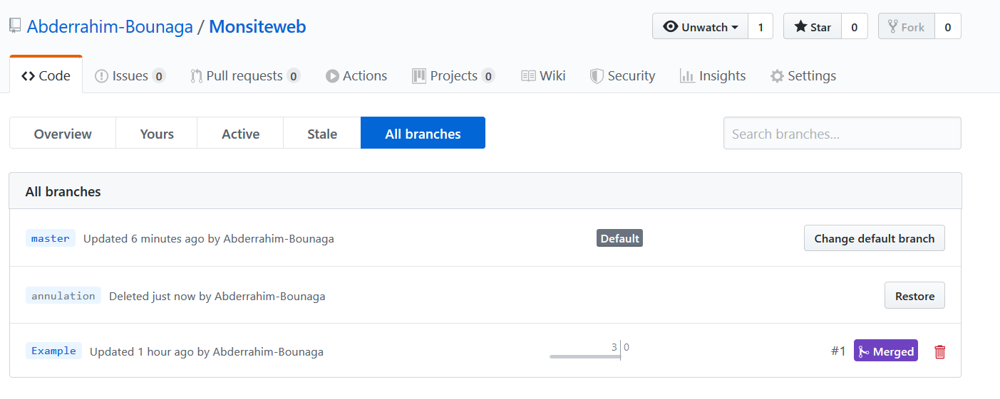 Abderrahim-Bounaga / Monsiteweb
Unwatch 1 Star 0 Fork 0
Code Issues 0 Pull requests 0 Actions Projects 0 Wiki Security Insights Settings
Overview Yours Active Stale All branches Search branches...
All branches
master Updated 6 minutes ago by Abderrahim-Bounaga Default Change default branch
annulation Deleted just now by Abderrahim-Bounaga Restore
Example Updated 1 hour ago by Abderrahim-Bounaga 3 0 #1 Merged